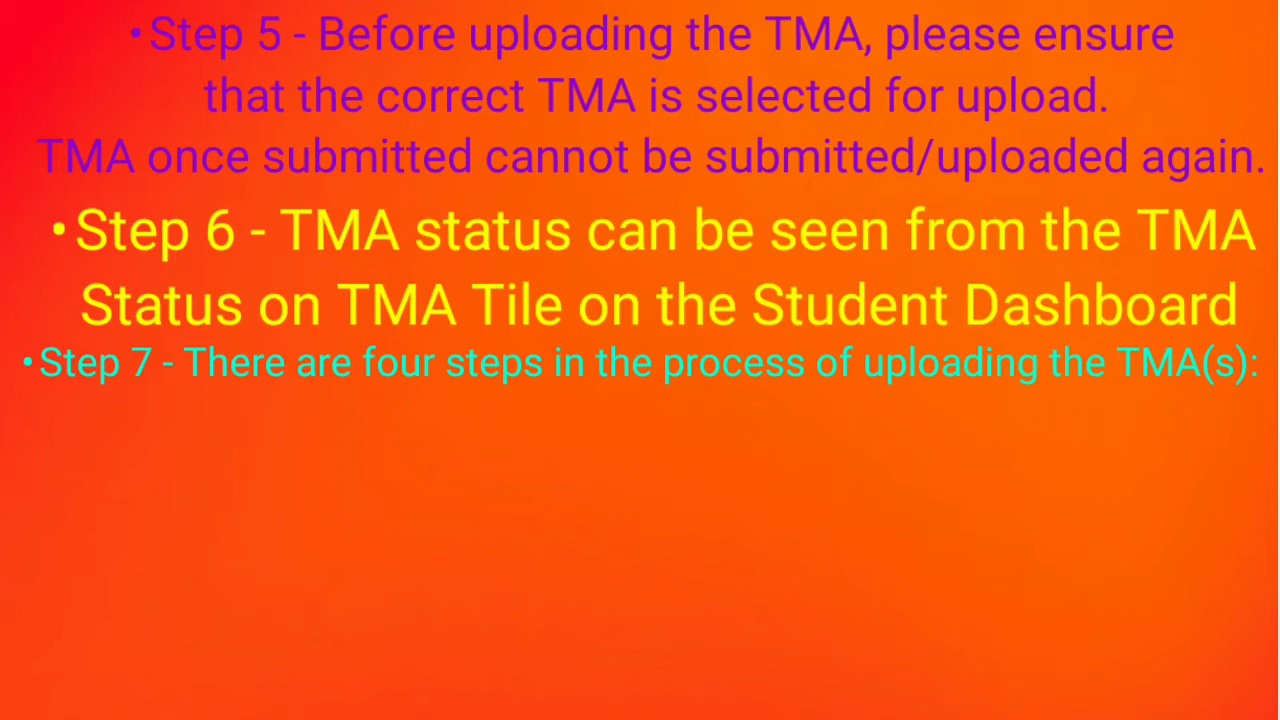 •Step 5 - Before uploading the TMA, please ensure
that the correct TMA is selected for upload.
TMA once submitted cannot be submitted/uploaded again.
•Step 6 - TMA status can be seen from the TMA
Status on TMA Tile on the Student Dashboard
•Step 7 - There are four steps in the process of uploading the TMA(s):